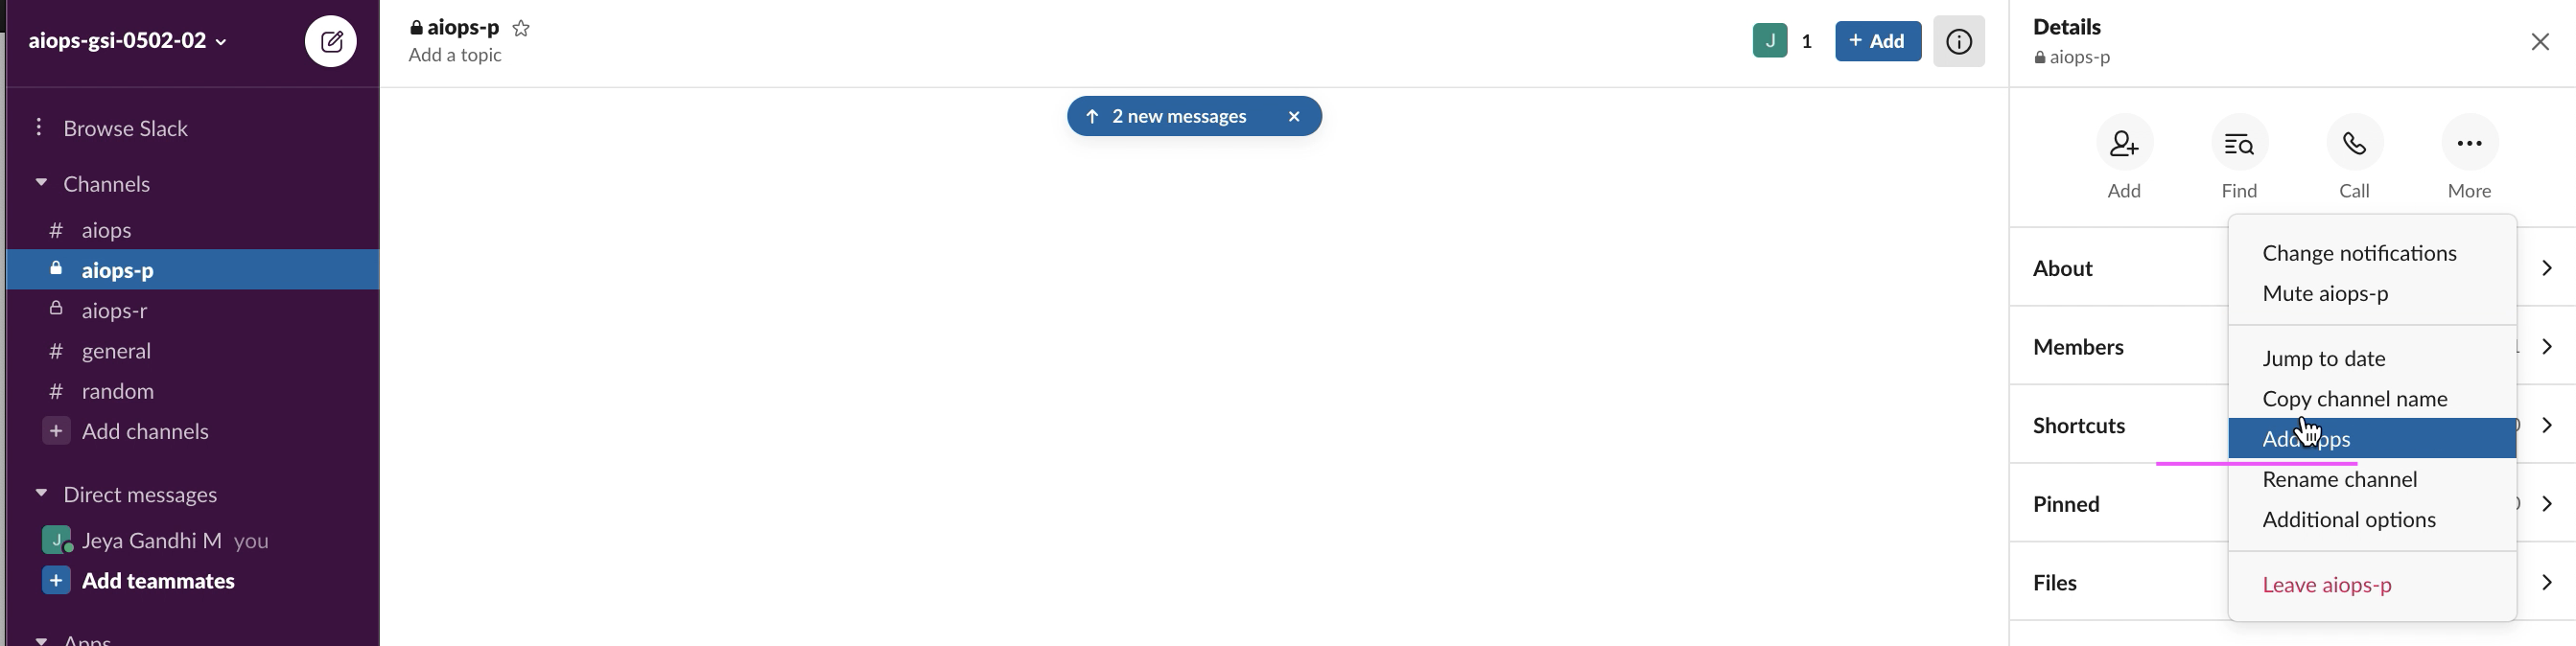 aiops-gsi-0502-02
Browse Slack
Channels
# aiops
aiops-p
aiops-r
# general
# random
+ Add channels
Direct messages
J Jeya Gandhi M you
+ Add teammates
Apps
aiops-p
Add a topic
J 1 + Add
2 new messages
Details
aiops-p
Add Find Call More
About
Members
Shortcuts
Pinned
Files
Change notifications
Mute aiops-p
Jump to date
Copy channel name
Add apps
Rename channel
Additional options
Leave aiops-p